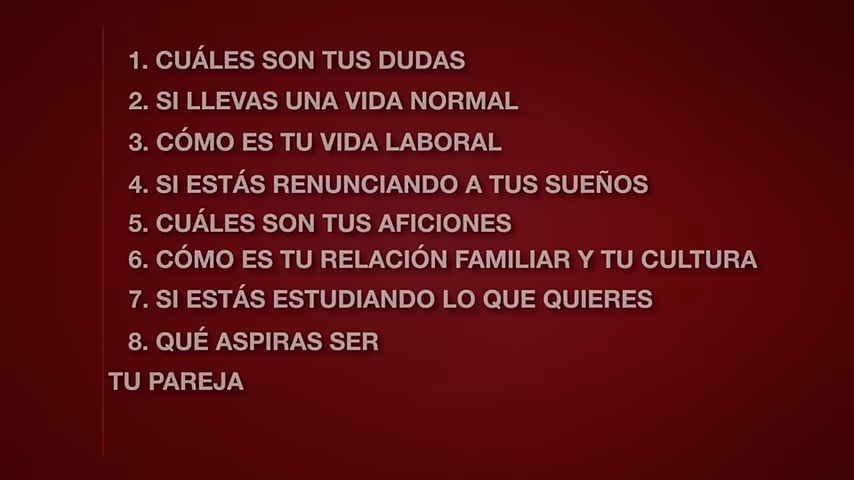 1. CUÁLES SON TUS DUDAS
2. SI LLEVAS UNA VIDA NORMAL
3. CÓMO ES TU VIDA LABORAL
4. SI ESTÁS RENUNCIANDO A TUS SUEÑOS
5. CUÁLES SON TUS AFICIONES
6. CÓMO ES TU RELACIÓN FAMILIAR Y TU CULTURA
7. SI ESTÁS ESTUDIANDO LO QUE QUIERES
8. QUÉ ASPIRAS SER
TU PAREJA